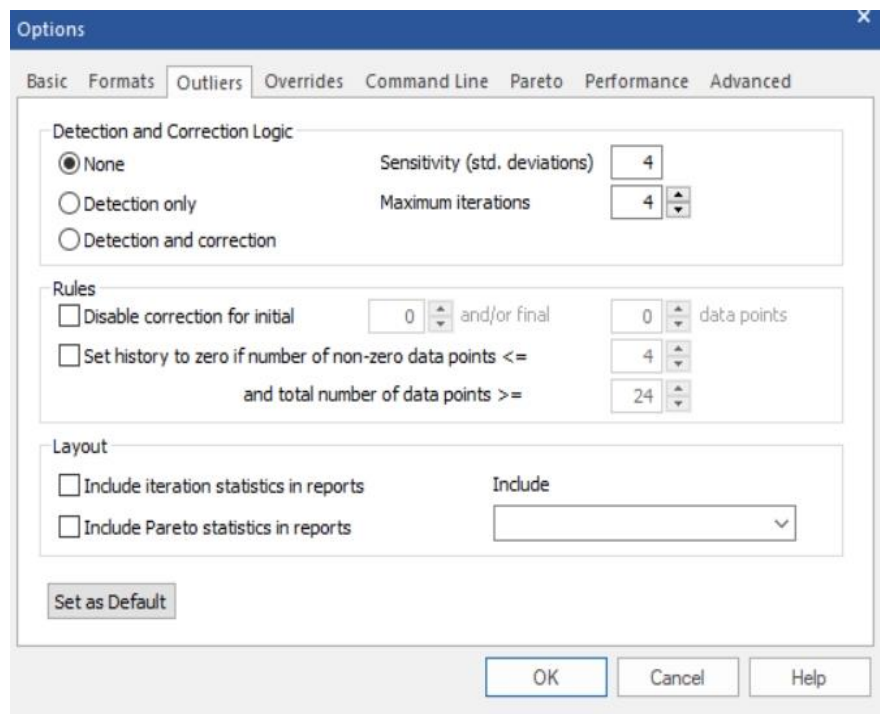 Options
Basic Formats Outliers Overrides Command Line Pareto Performance Advanced
Detection and Correction Logic
None Sensitivity (std. deviations) 4
Detection only Maximum iterations 4
Detection and correction
Rules
Disable correction for initial 0 and/or final 0 data points
Set history to zero if number of non-zero data points <= 4
and total number of data points >= 24
Layout
Include iteration statistics in reports Include
Include Pareto statistics in reports
Set as Default
OK Cancel Help